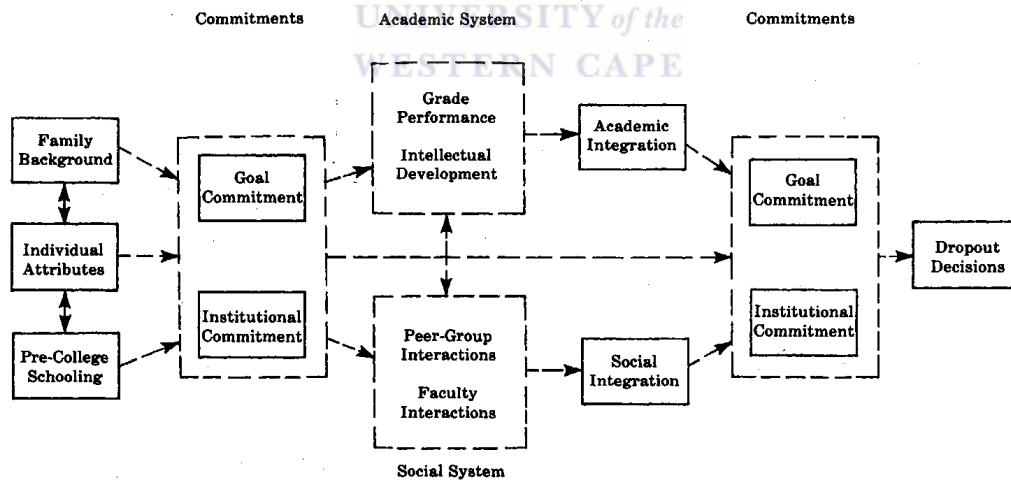 Commitments
Academic System
Commitments
UNIVERSITY of the
WESTERN CAPE
Family
Background
Individual
Attributes
Pre-College
Schooling
Goal
Commitment
Institutional
Commitment
Grade
Performance
Intellectual
Development
Peer-Group
Interactions
Faculty
Interactions
Social System
Academic
Integration
Social
Integration
Goal
Commitment
Institutional
Commitment
Dropout
Decisions